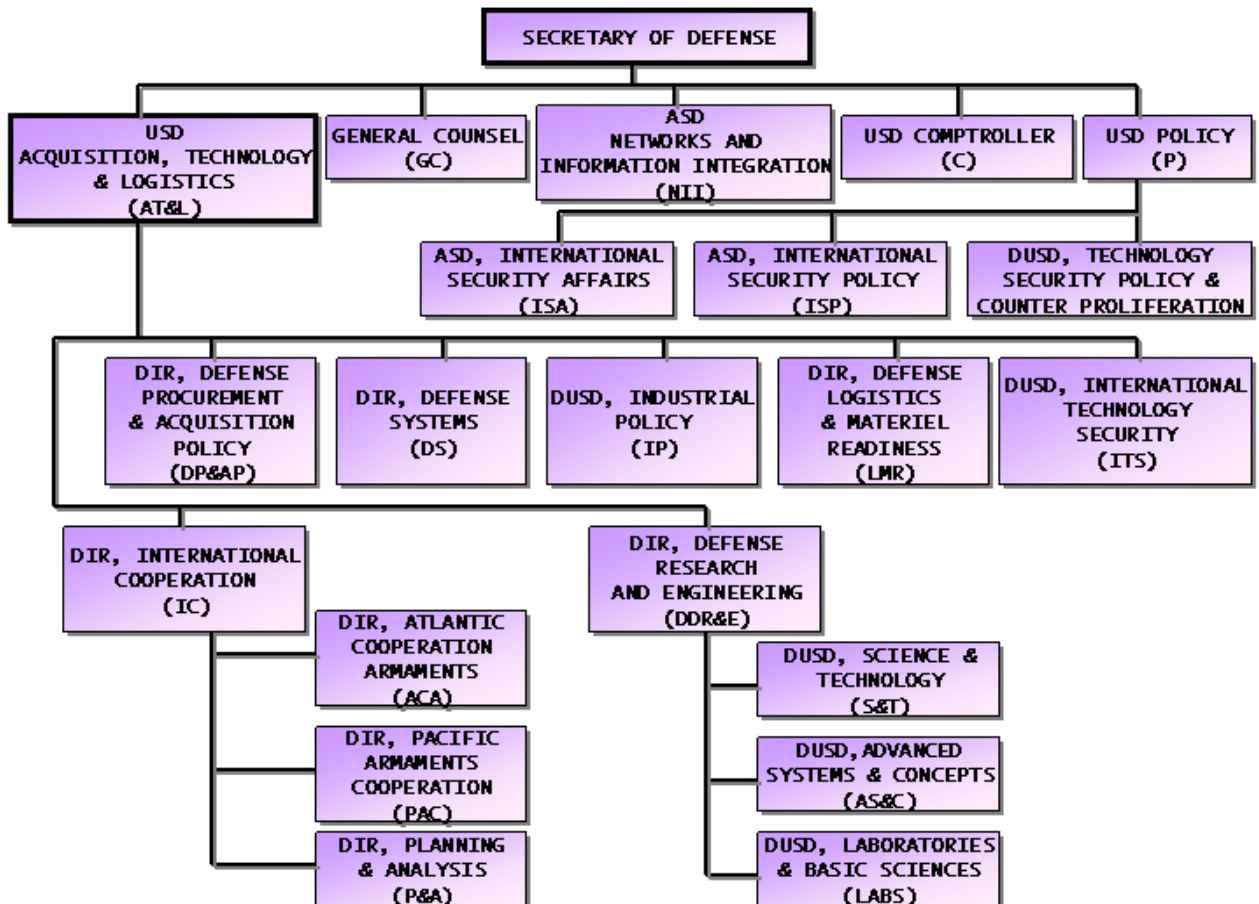 SECRETARY OF DEFENSE
USD
ACQUISITION, TECHNOLOGY
& LOGISTICS
(AT&L)
GENERAL COUNSEL
(GC)
ASD
NETWORKS AND
INFORMATION INTEGRATION
(NII)
USD COMPTROLLER
(C)
USD POLICY
(P)
ASD, INTERNATIONAL
SECURITY AFFAIRS
(ISA)
ASD, INTERNATIONAL
SECURITY POLICY
(ISP)
DUSD, TECHNOLOGY
SECURITY POLICY &
COUNTER PROLIFERATION
DIR, DEFENSE
PROCUREMENT
& ACQUISITION
POLICY
(DP&AP)
DIR, DEFENSE
SYSTEMS
(DS)
DUSD, INDUSTRIAL
POLICY
(IP)
DIR, DEFENSE
LOGISTICS
& MATERIEL
READINESS
(LMR)
DUSD, INTERNATIONAL
TECHNOLOGY
SECURITY
(ITS)
DIR, INTERNATIONAL
COOPERATION
(IC)
DIR, DEFENSE
RESEARCH
AND ENGINEERING
(DDR&E)
DIR, ATLANTIC
COOPERATION
ARMAMENTS
(ACA)
DIR, PACIFIC
ARMAMENTS
COOPERATION
(PAC)
DIR, PLANNING
& ANALYSIS
(P&A)
DUSD, SCIENCE &
TECHNOLOGY
(S&T)
DUSD,ADVANCED
SYSTEMS & CONCEPTS
(AS&C)
DUSD, LABORATORIES
& BASIC SCIENCES
(LABS)